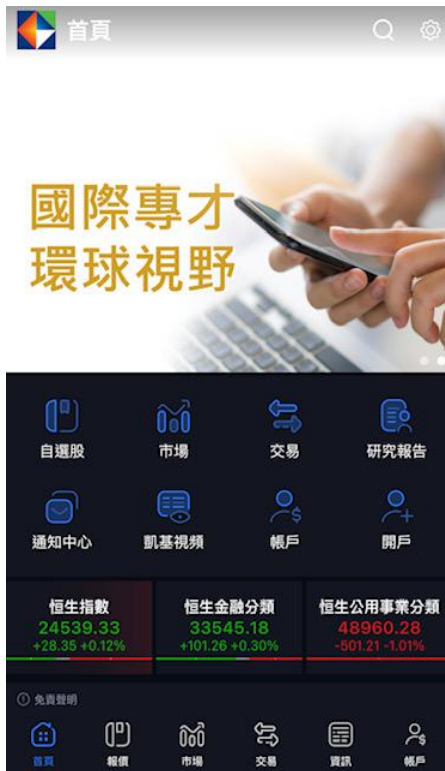 首頁
國際專才
環球視野
自選股
市場
交易
研究報告
通知中心
凱基視頻
帳戶
開戶
恒生指數
恒生金融分類
恒生公用事業分類
24539.33
33545.18
48960.28
+28.35 +0.12%
+101.26 +0.30%
-501.21 -1.01%
免責聲明
首頁
報價
市場
交易
資訊
帳戶